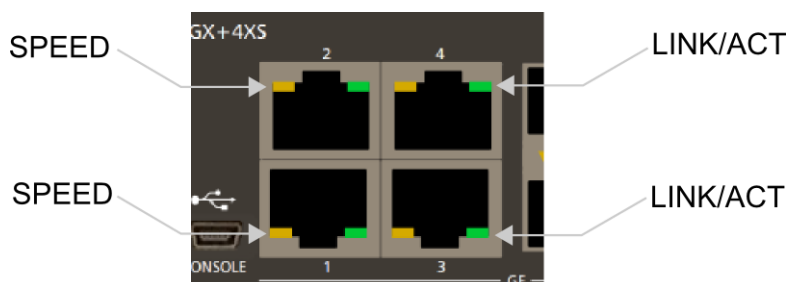 GX+4XS
SPEED
2
4
LINK/ACT
SPEED
LINK/ACT
ONSOLE
1
3
GE